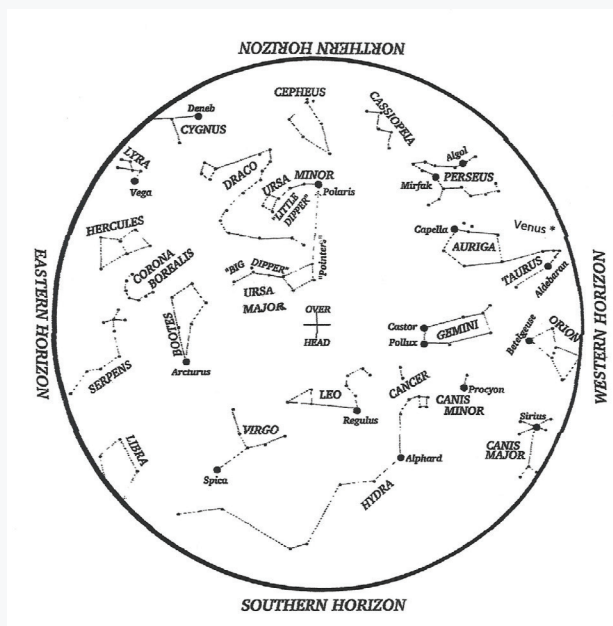 NORTHERN HORIZON
CEPHEUS
CASSIOPEIA
Deneb
CYGNUS
LYRA
Vega
DRACO
URSA
MINOR
"LITTLE
DIPPER"
Polaris
Algol
Mirfak
PERSEUS
HERCULES
CORONA
BOREALIS
"BIG DIPPER"
URSA
MAJOR
"Pointers"
Capella
AURIGA
Venus *
TAURUS
Aldebaran
EASTERN HORIZON
WESTERN HORIZON
SERPENS
BOOTES
Arcturus
OVER
HEAD
Castor
Pollux
GEMINI
Betelgeuse
ORION
LEO
Regulus
CANCER
Procyon
CANIS
MINOR
Sirius
CANIS
MAJOR
LIBRA
VIRGO
Spica
Alphard
HYDRA
SOUTHERN HORIZON